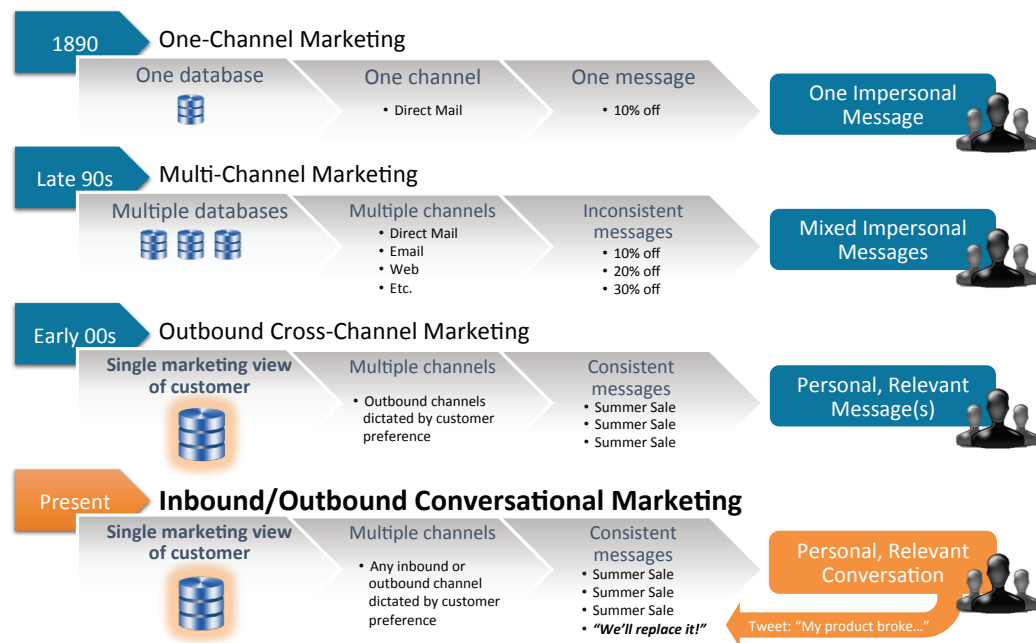 1890
One-Channel Marketing
One database
One channel
• Direct Mail
One message
• 10% off
One Impersonal
Message
Late 90s
Multi-Channel Marketing
Multiple databases
Multiple channels
• Direct Mail
• Email
• Web
• Etc.
Inconsistent
messages
• 10% off
• 20% off
• 30% off
Mixed Impersonal
Messages
Early 00s
Outbound Cross-Channel Marketing
Single marketing view
of customer
Multiple channels
• Outbound channels
dictated by customer
preference
Consistent
messages
• Summer Sale
• Summer Sale
• Summer Sale
Personal, Relevant
Message(s)
Present
Inbound/Outbound Conversational Marketing
Single marketing view
of customer
Multiple channels
• Any inbound or
outbound channel
dictated by customer
preference
Consistent
messages
• Summer Sale
• Summer Sale
• Summer Sale
• "We'll replace it!"
Personal, Relevant
Conversation
Tweet: "My product broke..."